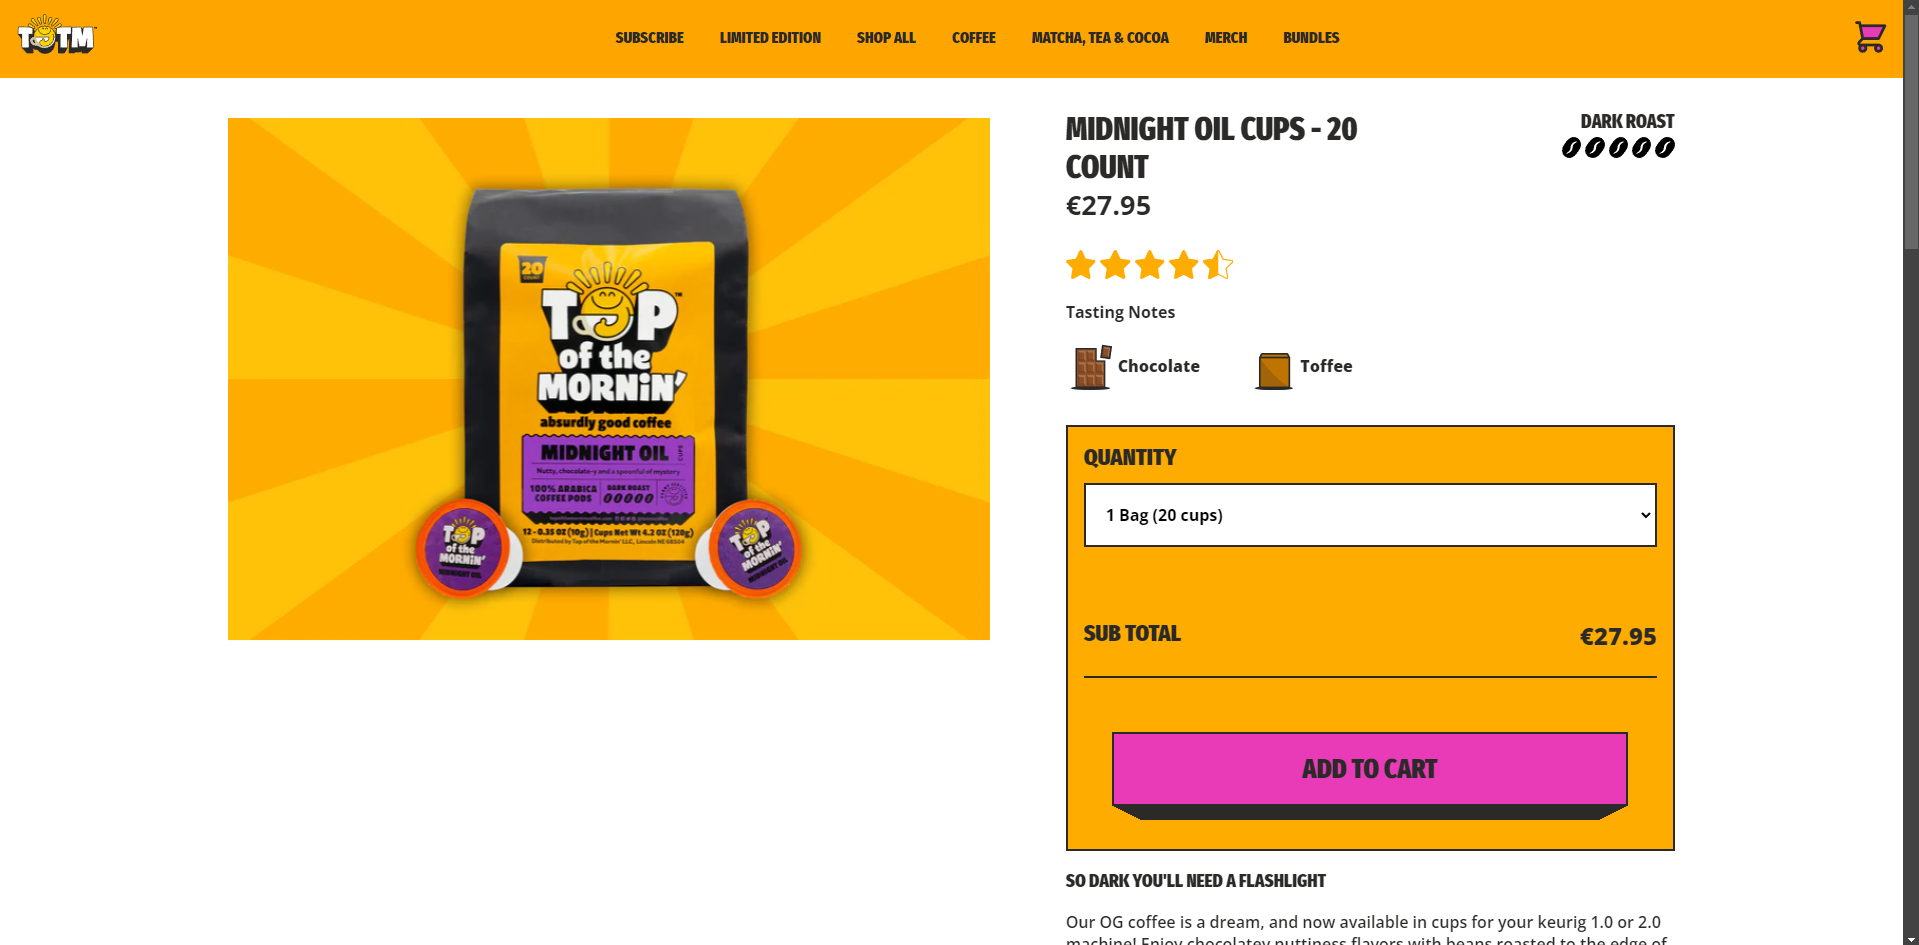 TOTM
SUBSCRIBE
LIMITED EDITION
SHOP ALL
COFFEE
MATCHA, TEA & COCOA
MERCH
BUNDLES
20
COUNT
TOP
of the
MORNiN'
absurdly good coffee
MIDNIGHT OIL
CUPS
Nutty, chocolate-y and a spoonful of mystery
100% ARABICA
COFFEE PODS
DARK ROAST
12 - 0.35 OZ (10g) | Cups Net Wt 4.2 OZ (120g)
Distributed by Top of the Mornin' LLC, Lincoln NE 68504
TOP
of the
MORNiN'
MIDNIGHT OIL
TOP
of the
MORNiN'
MIDNIGHT OIL
MIDNIGHT OIL CUPS - 20
COUNT
€27.95
DARK ROAST
Tasting Notes
Chocolate
Toffee
QUANTITY
1 Bag (20 cups)
SUB TOTAL
€27.95
ADD TO CART
SO DARK YOU'LL NEED A FLASHLIGHT
Our OG coffee is a dream, and now available in cups for your keurig 1.0 or 2.0
machine! Enjoy chocolatey nuttiness flavors with beans roasted to the edge of